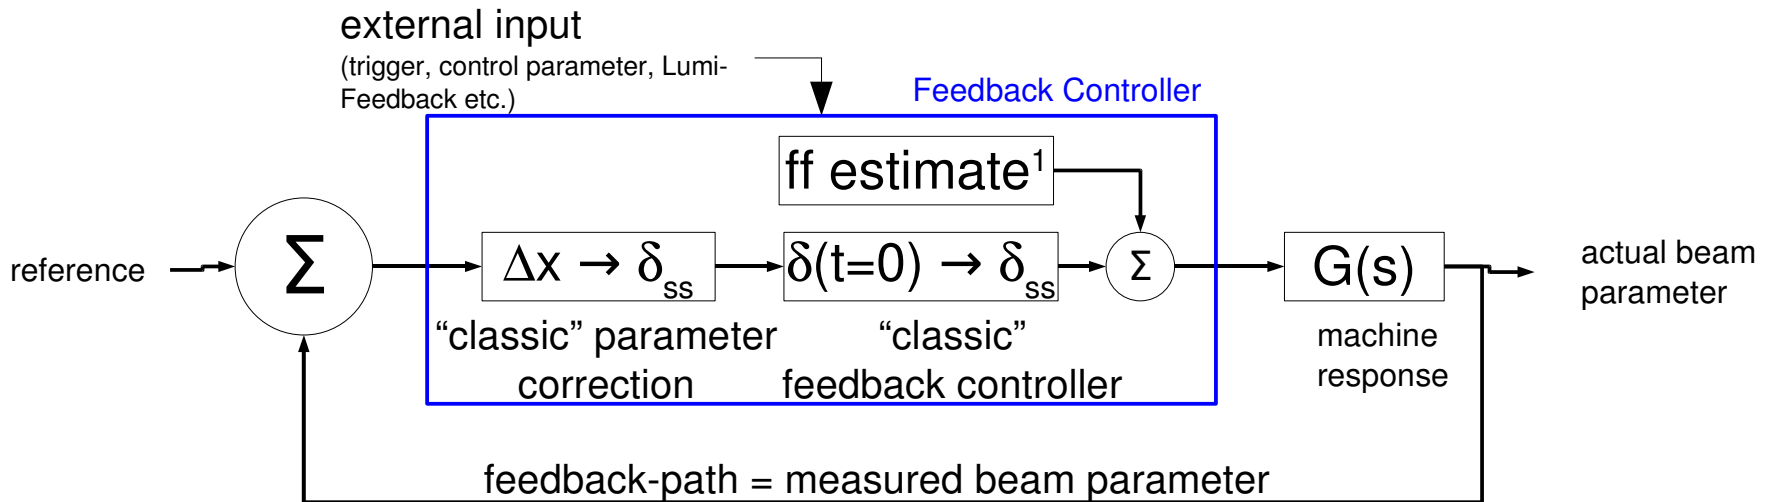 external input
(trigger, control parameter, Lumi-
Feedback etc.)
Feedback Controller
ff estimate¹
reference
Σ
Δx → δss
δ(t=0) → δss
Σ
G(s)
actual beam
parameter
“classic” parameter
correction
“classic”
feedback controller
machine
response
feedback-path = measured beam parameter